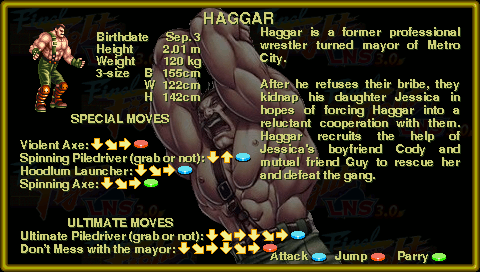 HAGGAR
Birthdate Sep.3
Height 2.01 m
Weight 120 kg
3-size B 155cm
W 122cm
H 142cm
SPECIAL MOVES
Violent Axe:
Spinning Piledriver (grab or not):
Hoodlum Launcher:
Spinning Axe:
ULTIMATE MOVES
Ultimate Piledriver (grab or not):
Don't Mess with the mayor:
Haggar is a former professional
wrestler turned mayor of Metro
City.
After he refuses their bribe, they
kidnap his daughter Jessica in
hopes of forcing Haggar into a
reluctant cooperation with them.
Haggar recruits the help of
Jessica's boyfriend Cody and
mutual friend Guy to rescue her
and defeat the gang.
Attack Jump Parry
LNS 3.0